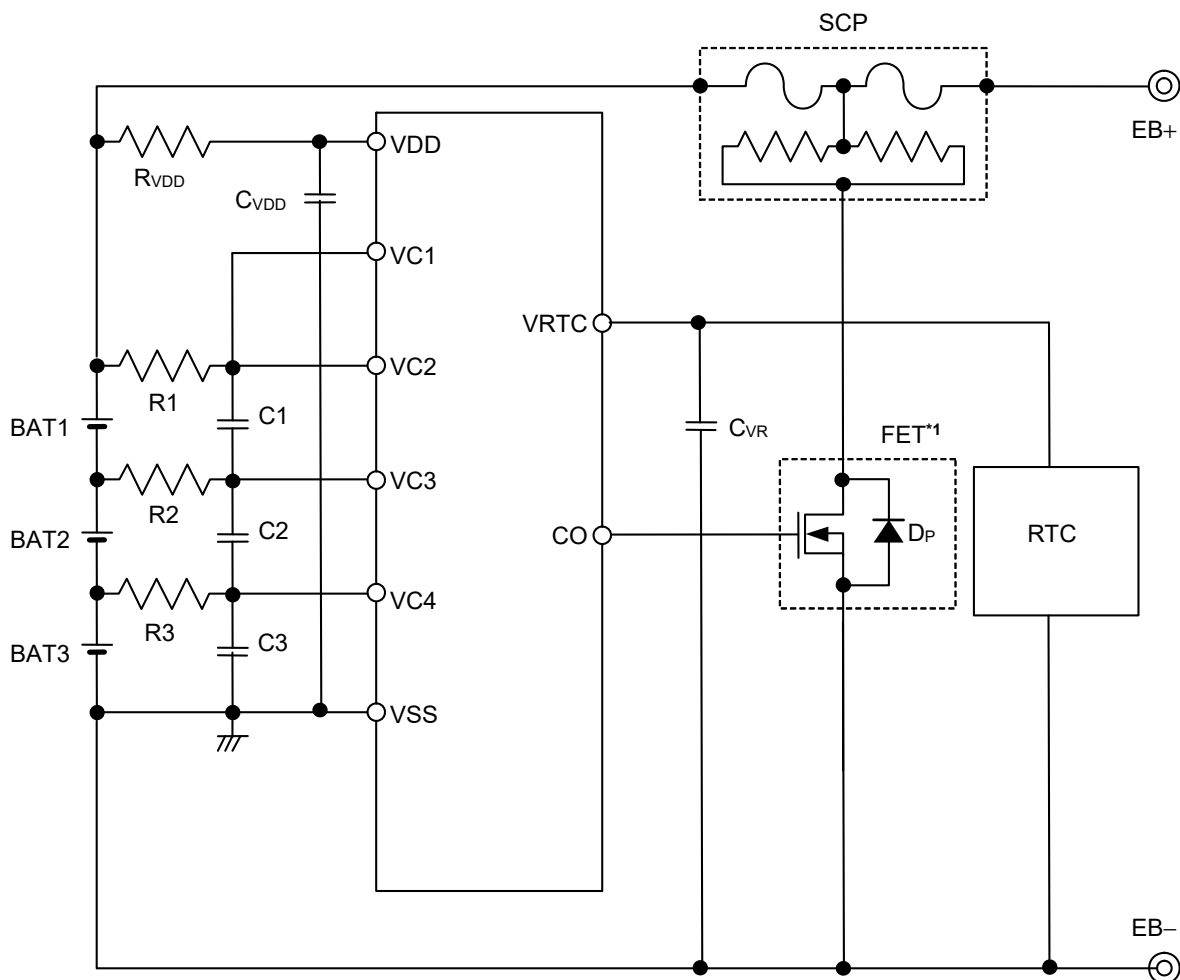 SCP
EB+
VDD
RVDD
CVDD
VC1
VRTC
VC2
R1
C1
BAT1
CVR
FET*1
VC3
R2
C2
BAT2
CO
DP
RTC
VC4
R3
C3
BAT3
VSS
EB−